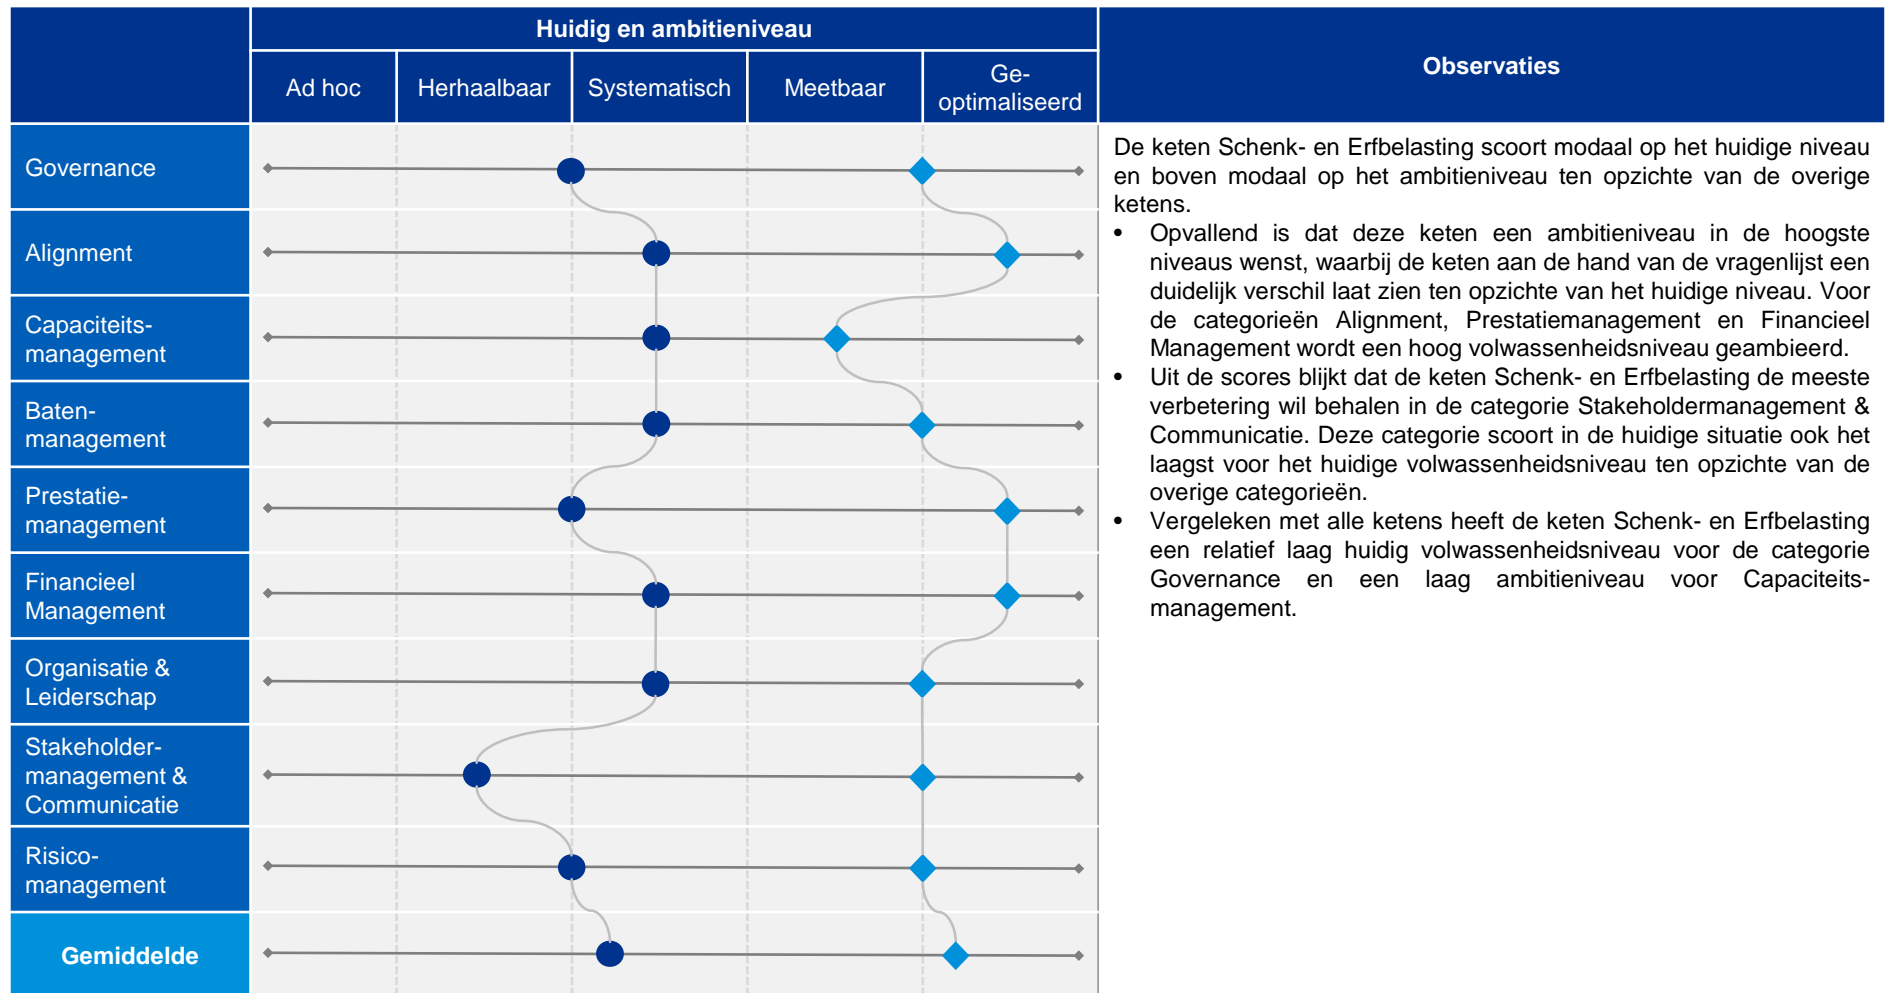 Huidig en ambitieniveau
Observaties
Ad hoc
Herhaalbaar
Systematisch
Meetbaar
Ge-
optimaliseerd
Governance
Alignment
Capaciteits-
management
Baten-
management
Prestatie-
management
Financieel
Management
Organisatie &
Leiderschap
Stakeholder-
management &
Communicatie
Risico-
management
Gemiddelde
De keten Schenk- en Erfbelasting scoort modaal op het huidige niveau
en boven modaal op het ambitieniveau ten opzichte van de overige
ketens.
• Opvallend is dat deze keten een ambitieniveau in de hoogste
niveaus wenst, waarbij de keten aan de hand van de vragenlijst een
duidelijk verschil laat zien ten opzichte van het huidige niveau. Voor
de categorieën Alignment, Prestatiemanagement en Financieel
Management wordt een hoog volwassenheidsniveau geambieerd.
• Uit de scores blijkt dat de keten Schenk- en Erfbelasting de meeste
verbetering wil behalen in de categorie Stakeholdermanagement &
Communicatie. Deze categorie scoort in de huidige situatie ook het
laagst voor het huidige volwassenheidsniveau ten opzichte van de
overige categorieën.
• Vergeleken met alle ketens heeft de keten Schenk- en Erfbelasting
een relatief laag huidig volwassenheidsniveau voor de categorie
Governance en een laag ambitieniveau voor Capaciteits-
management.